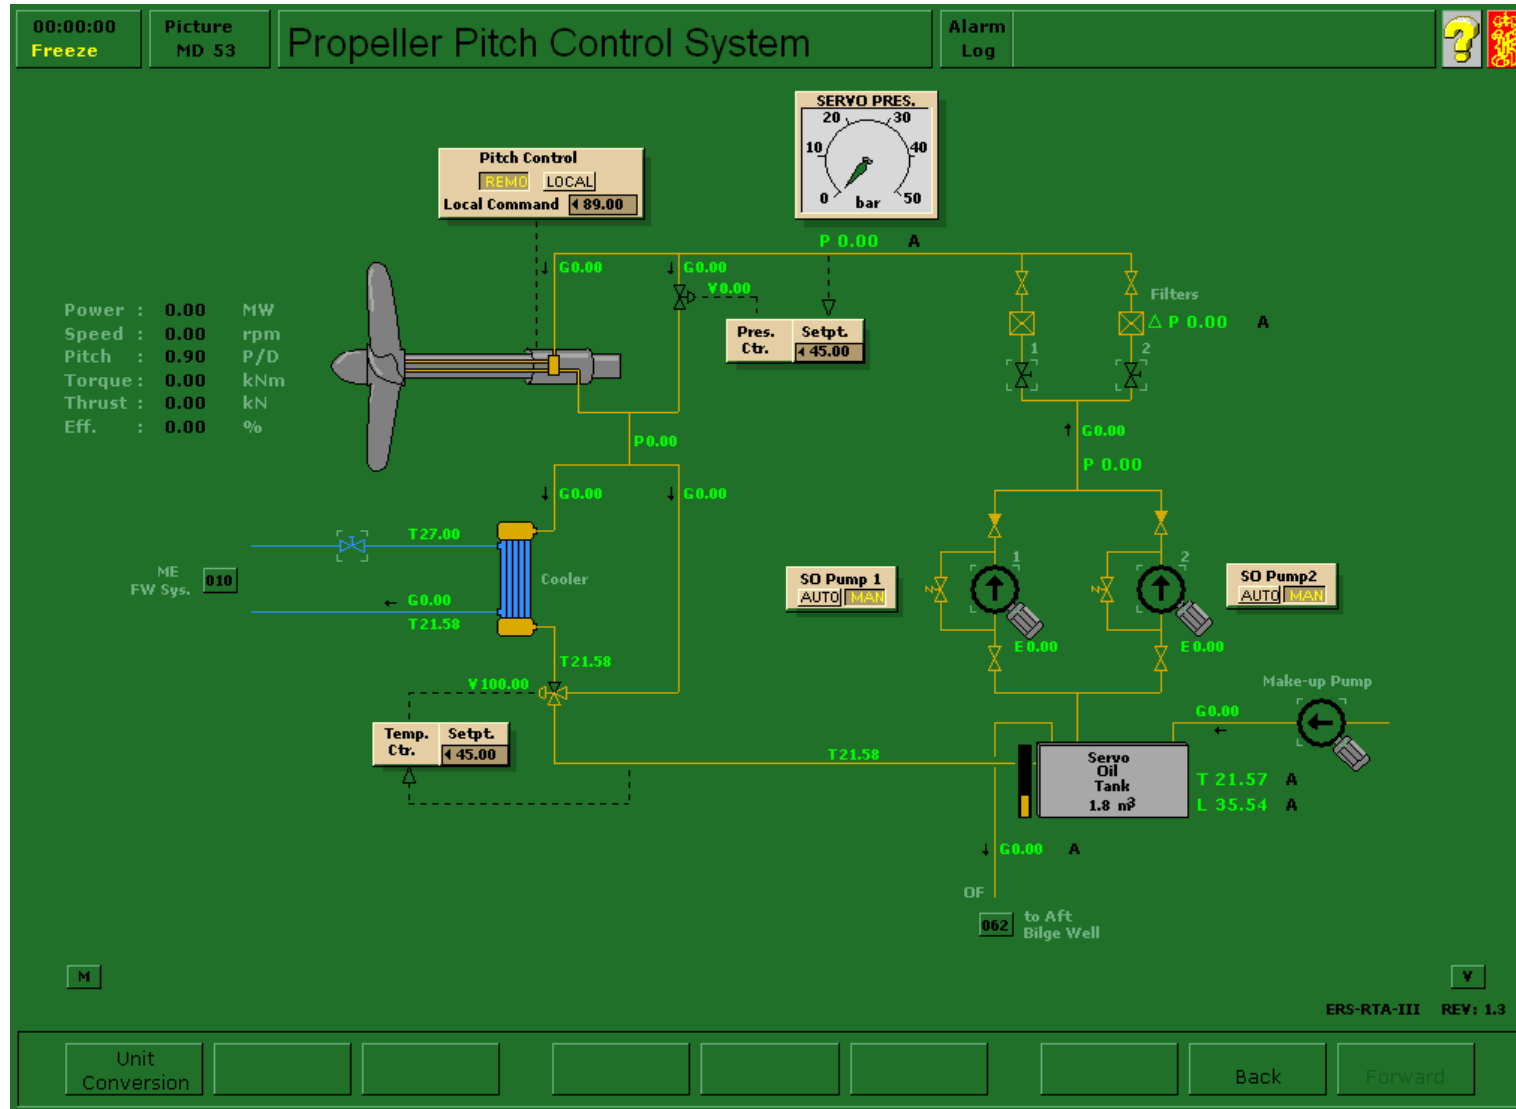 00:00:00
Freeze
Picture
MD 53
Propeller Pitch Control System
Alarm
Log
?
SERVO PRES.
20 30
10 40
0 bar 50
P 0.00 A
Pitch Control
REMO LOCAL
Local Command 89.00
G0.00
G0.00
V0.00
Pres.
Ctr.
Setpt.
45.00
Filters
Δ P 0.00 A
1
2
Power : 0.00 MW
Speed : 0.00 rpm
Pitch : 0.90 P/D
Torque : 0.00 kNm
Thrust : 0.00 kN
Eff. : 0.00 %
P0.00
G0.00
P 0.00
G0.00
G0.00
T27.00
ME
FW Sys.
010
Cooler
G0.00
T21.58
T21.58
V100.00
Temp.
Ctr.
Setpt.
45.00
T21.58
SO Pump 1
AUTO MAN
1
E0.00
2
SO Pump2
AUTO MAN
E0.00
Make-up Pump
G0.00
Servo
Oil
Tank
1.8 m3
T 21.57 A
L 35.54 A
G0.00 A
OF
062
to Aft
Bilge Well
M
V
ERS-RTA-III REV: 1.3
Unit
Conversion
Back
Forward